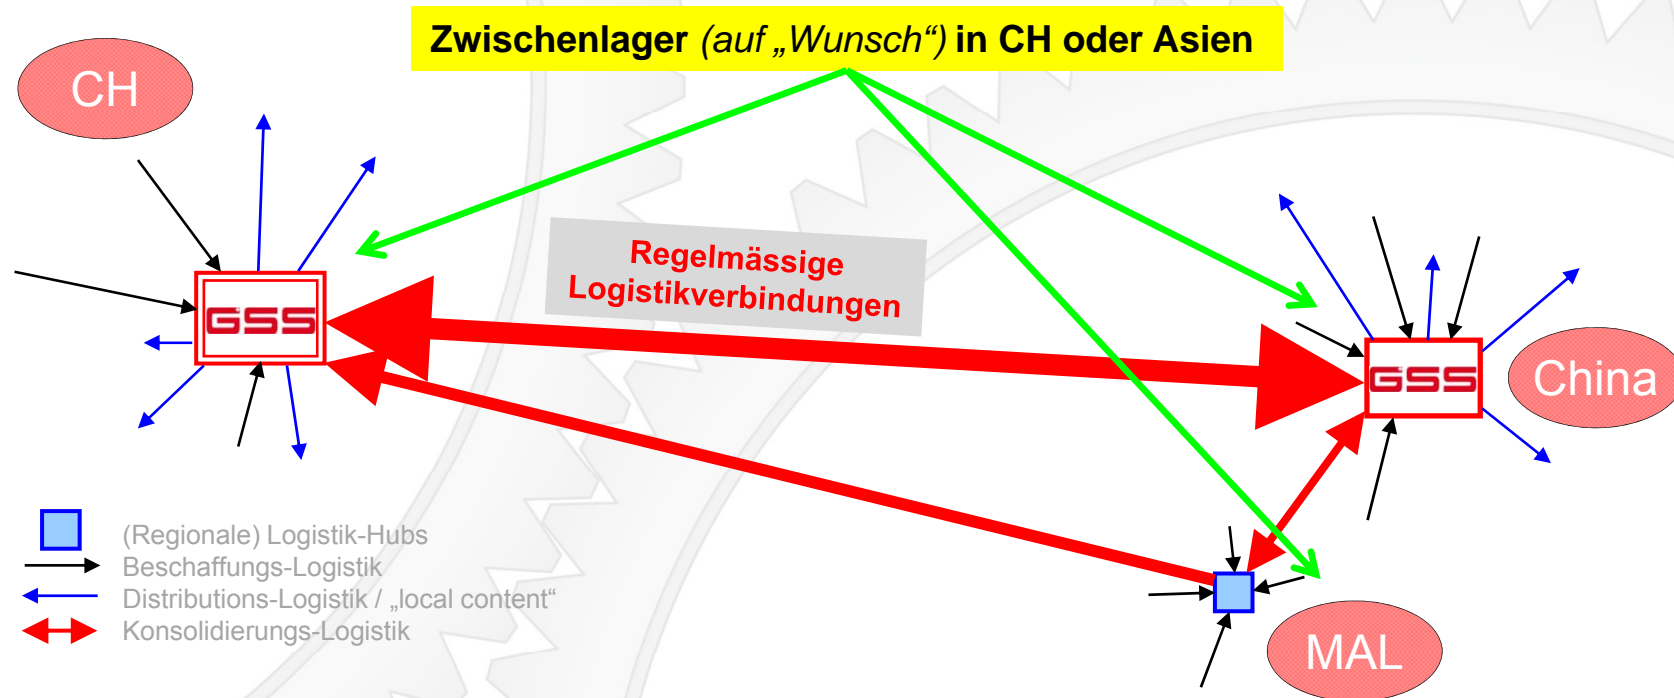 Zwischenlager (auf „Wunsch“) in CH oder Asien
CH
Regelmässige
Logistikverbindungen
GSS
GSS
China
(Regionale) Logistik-Hubs
Beschaffungs-Logistik
Distributions-Logistik / „local content“
Konsolidierungs-Logistik
MAL